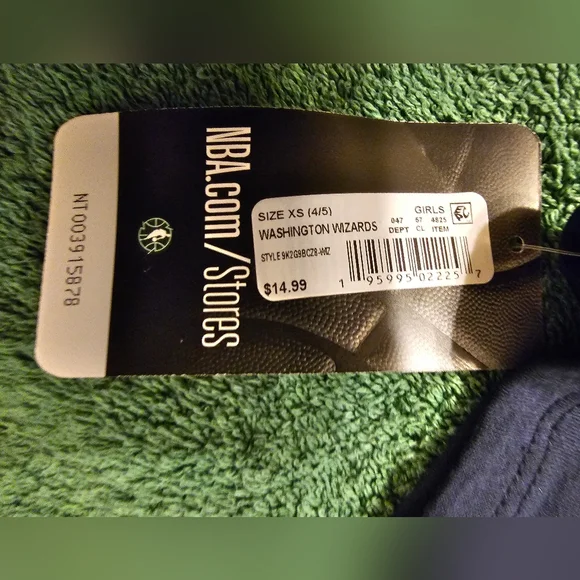 NT003915878
NBA.com/Stores
SIZE XS (4/5)
GIRLS
WASHINGTON WIZARDS
047 57 4825
DEPT CL ITEM
STYLE 9K2G9BCZ8-WIZ
$14.99
1 95995 02225 7